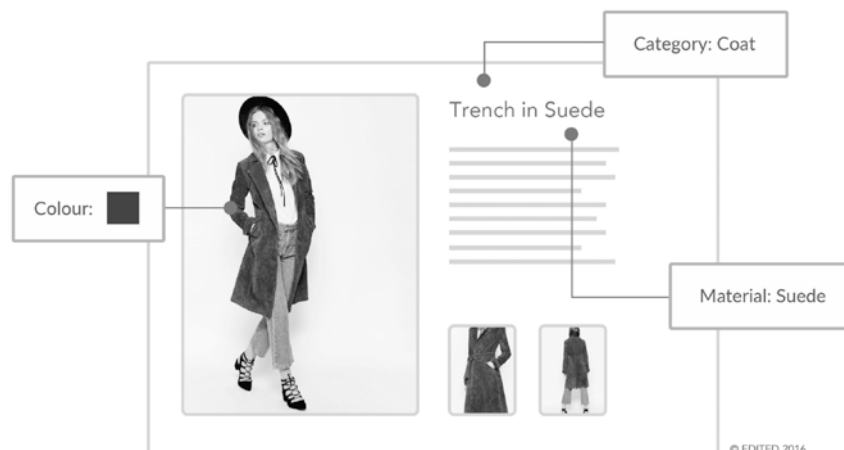 Category: Coat
Trench in Suede
Colour:
Material: Suede
© EDITED 2016